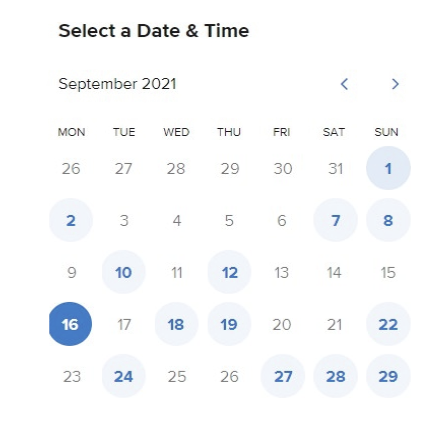 Select a Date & Time
September 2021
MON TUE WED THU FRI SAT SUN
26 27 28 29 30 31 1
2 3 4 5 6 7 8
9 10 11 12 13 14 15
16 17 18 19 20 21 22
23 24 25 26 27 28 29